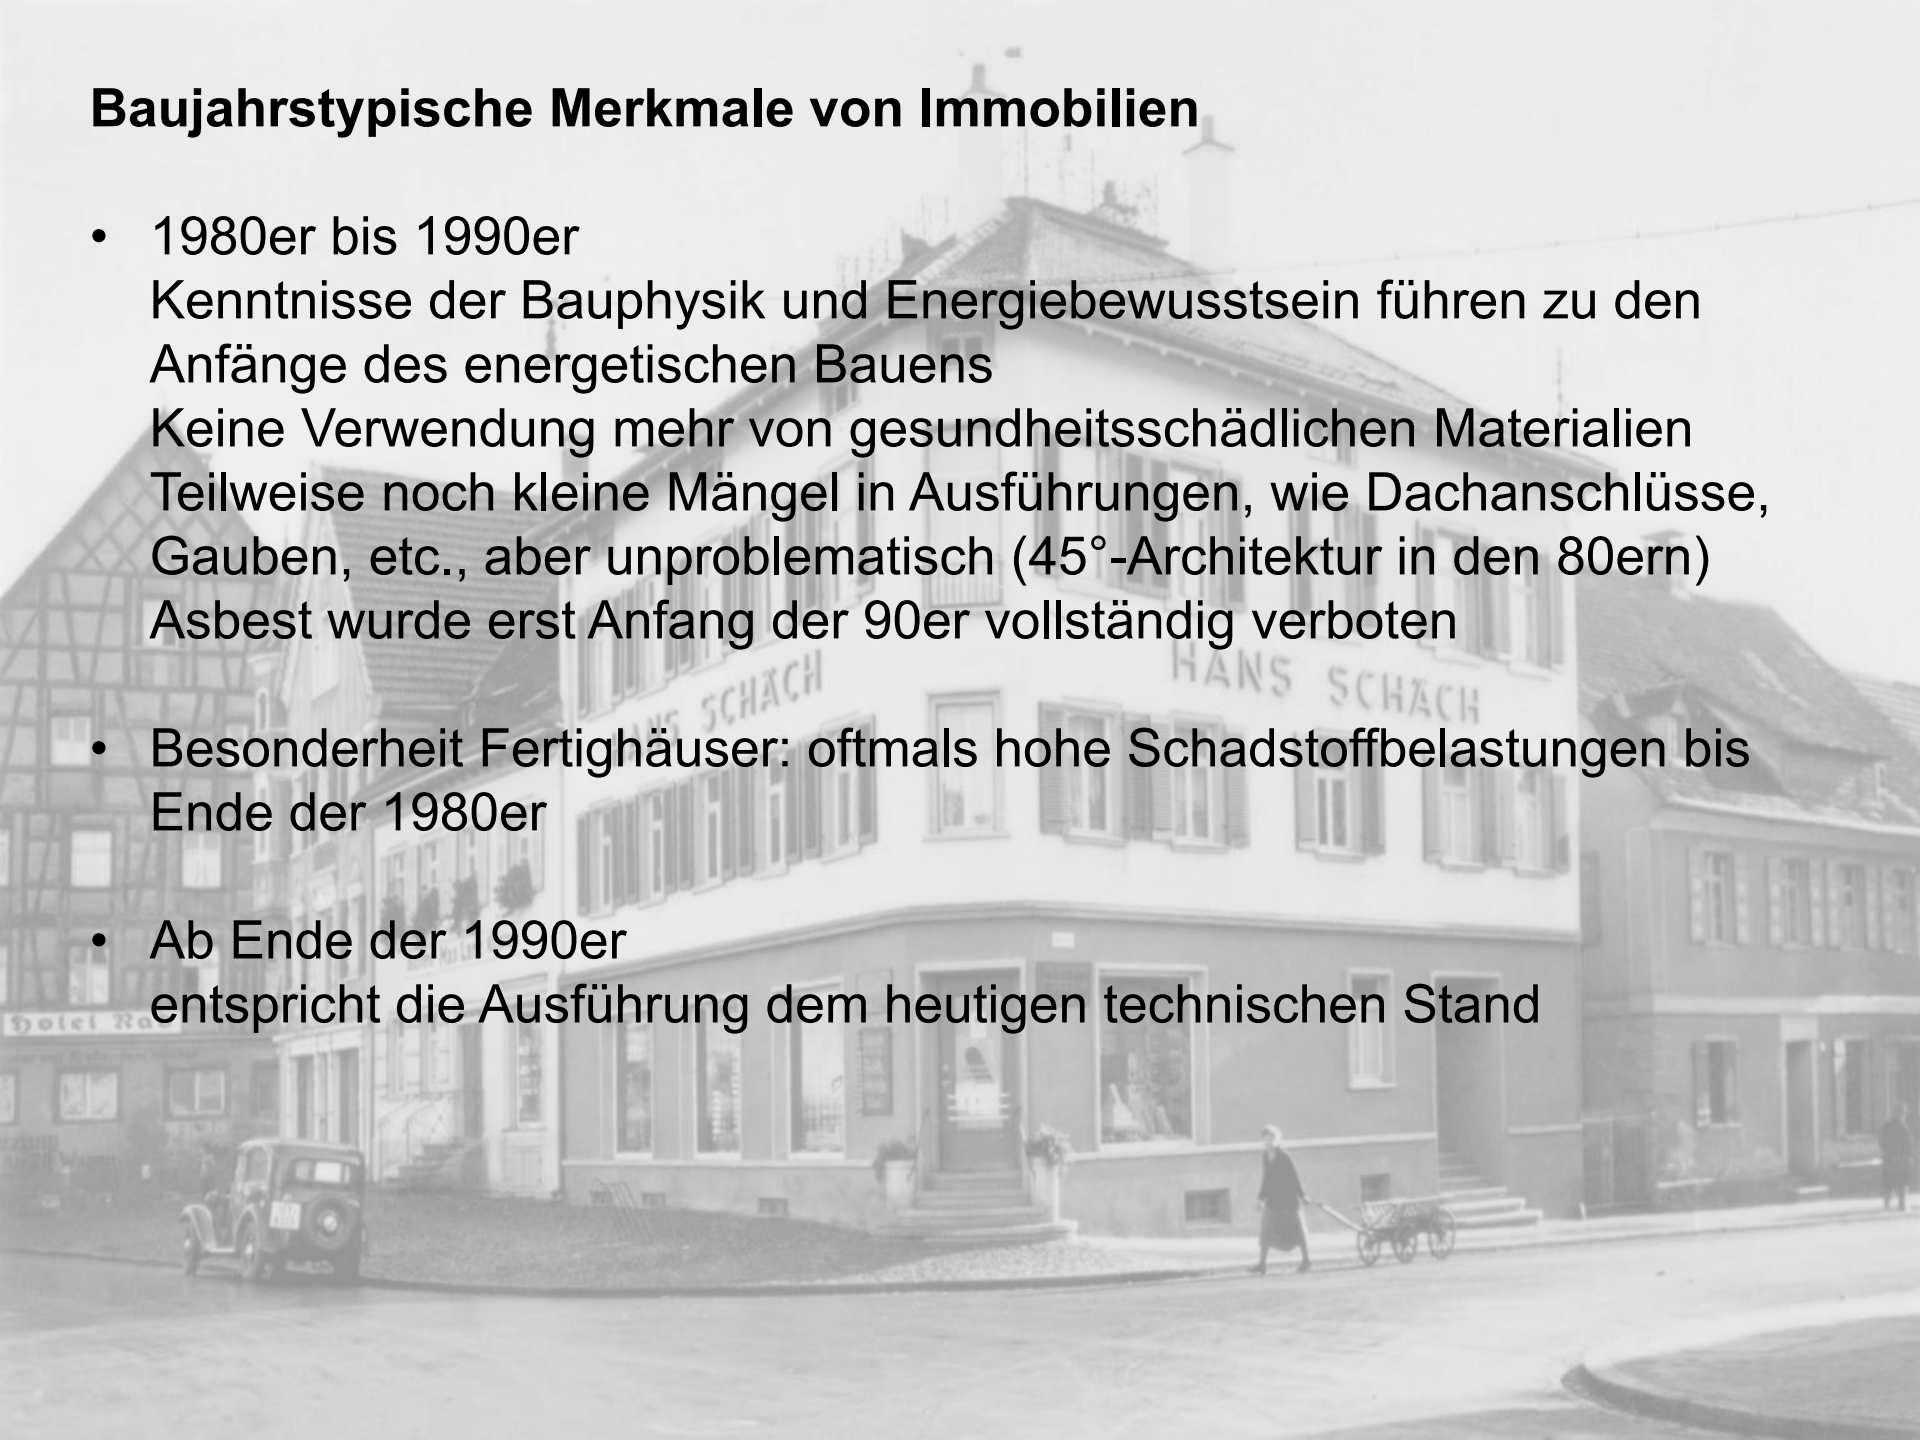 Baujahrstypische Merkmale von Immobilien
• 1980er bis 1990er
Kenntnisse der Bauphysik und Energiebewusstsein führen zu den
Anfänge des energetischen Bauens
Keine Verwendung mehr von gesundheitsschädlichen Materialien
Teilweise noch kleine Mängel in Ausführungen, wie Dachanschlüsse,
Gauben, etc., aber unproblematisch (45°-Architektur in den 80ern)
Asbest wurde erst Anfang der 90er vollständig verboten
HANS SCHÄCH
HANS SCHÄCH
• Besonderheit Fertighäuser: oftmals hohe Schadstoffbelastungen bis
Ende der 1980er
• Ab Ende der 1990er
entspricht die Ausführung dem heutigen technischen Stand
Hotel